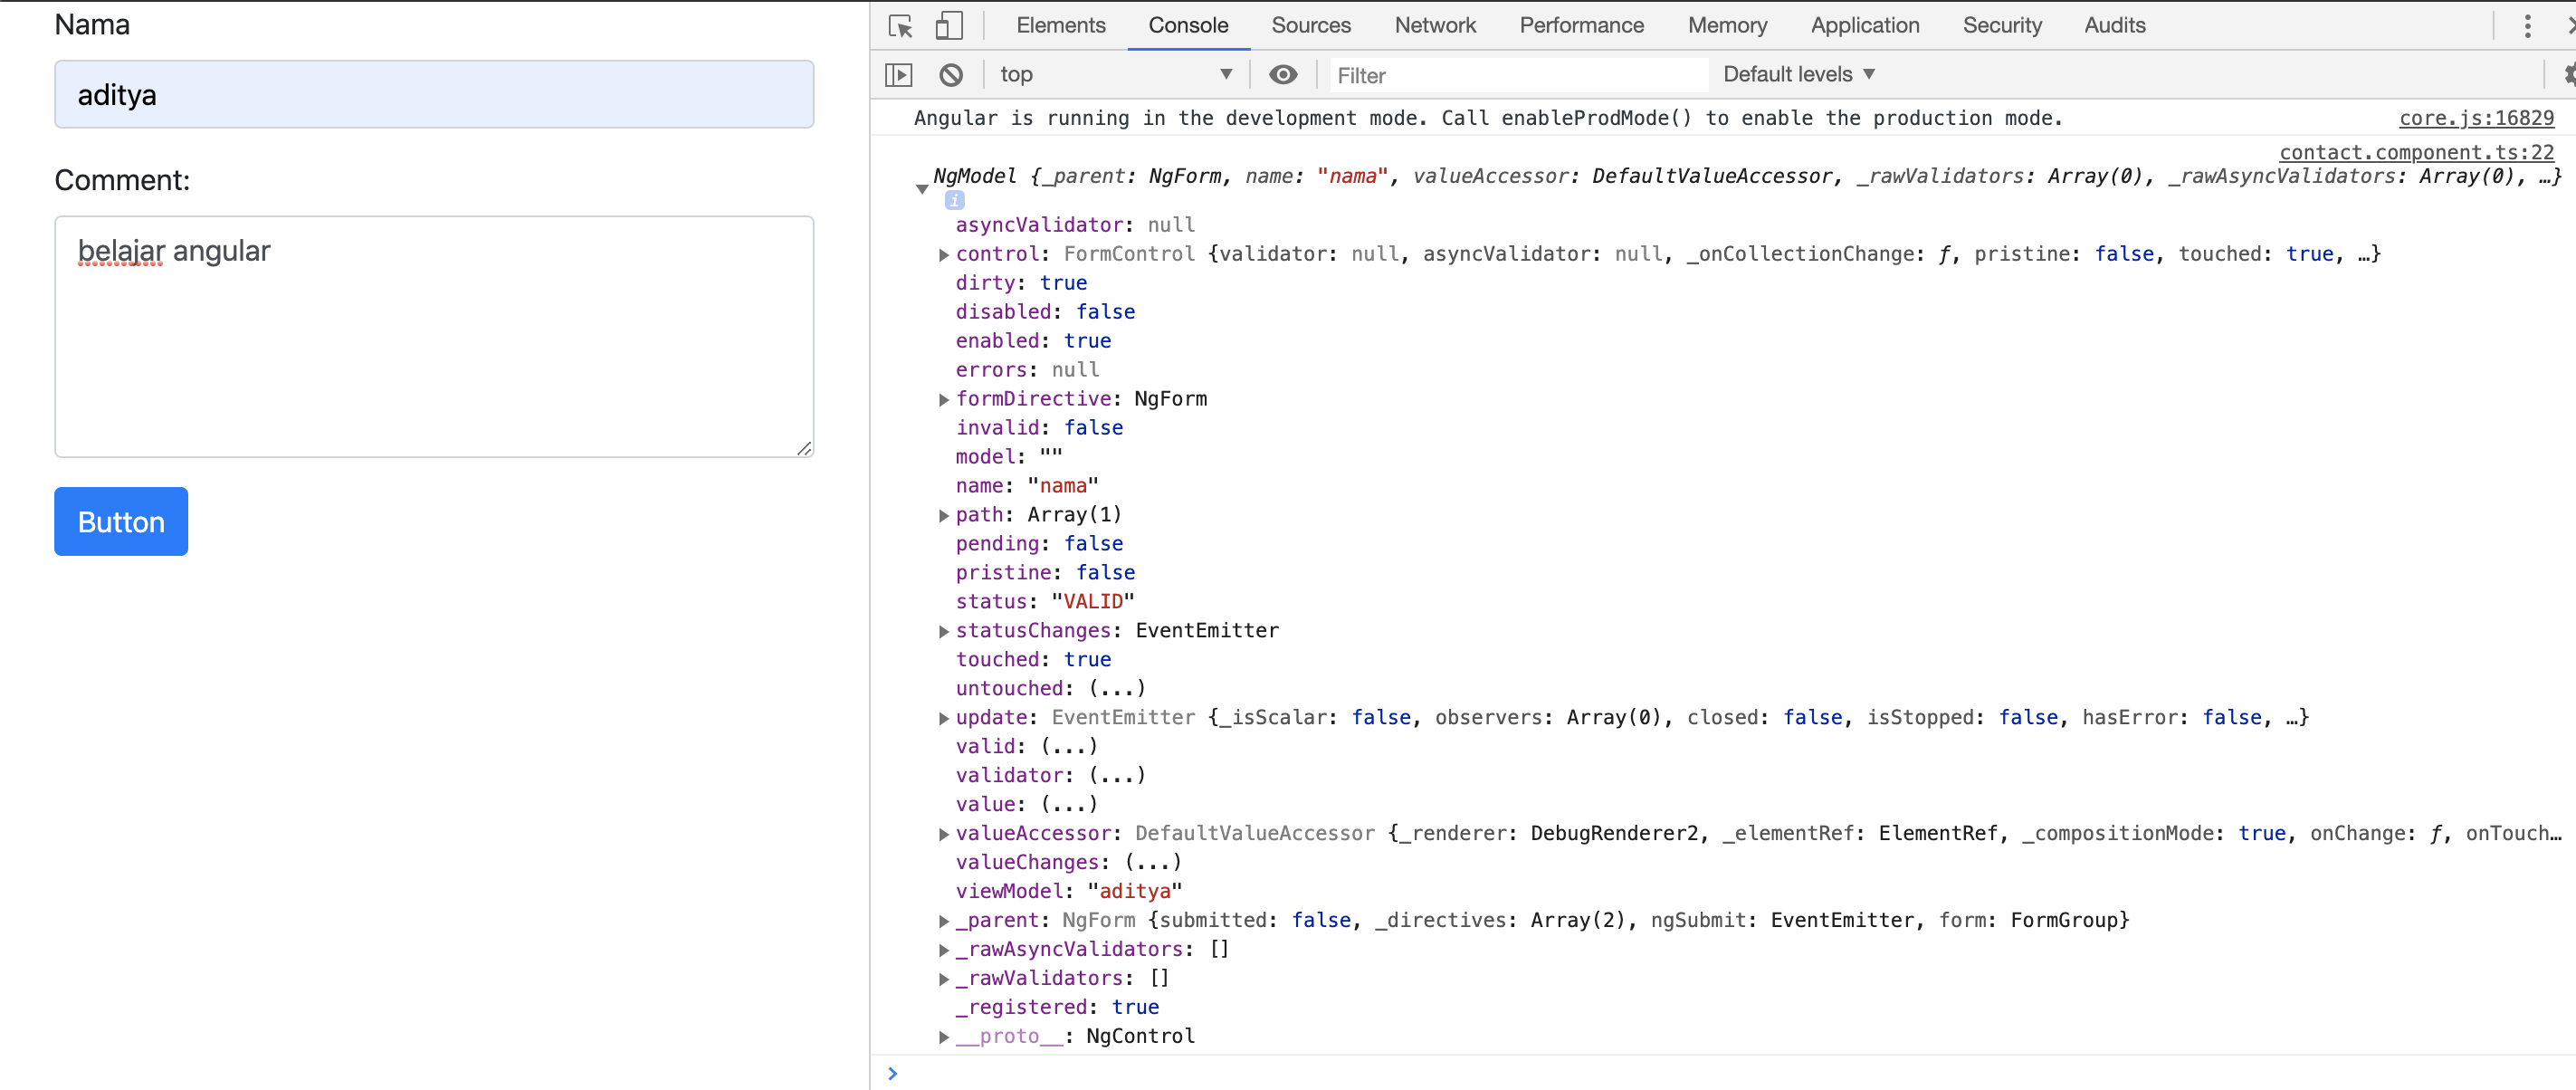 Nama
aditya
Comment:
belajar angular
Button
Elements Console Sources Network Performance Memory Application Security Audits
top Filter Default levels
Angular is running in the development mode. Call enableProdMode() to enable the production mode. core.js:16829
contact.component.ts:22
NgModel {_parent: NgForm, name: "nama", valueAccessor: DefaultValueAccessor, _rawValidators: Array(0), _rawAsyncValidators: Array(0), …}
i
asyncValidator: null
control: FormControl {validator: null, asyncValidator: null, _onCollectionChange: ƒ, pristine: false, touched: true, …}
dirty: true
disabled: false
enabled: true
errors: null
formDirective: NgForm
invalid: false
model: ""
name: "nama"
path: Array(1)
pending: false
pristine: false
status: "VALID"
statusChanges: EventEmitter
touched: true
untouched: (...)
update: EventEmitter {_isScalar: false, observers: Array(0), closed: false, isStopped: false, hasError: false, …}
valid: (...)
validator: (...)
value: (...)
valueAccessor: DefaultValueAccessor {_renderer: DebugRenderer2, _elementRef: ElementRef, _compositionMode: true, onChange: ƒ, onTouch…
valueChanges: (...)
viewModel: "aditya"
_parent: NgForm {submitted: false, _directives: Array(2), ngSubmit: EventEmitter, form: FormGroup}
_rawAsyncValidators: []
_rawValidators: []
_registered: true
__proto__: NgControl